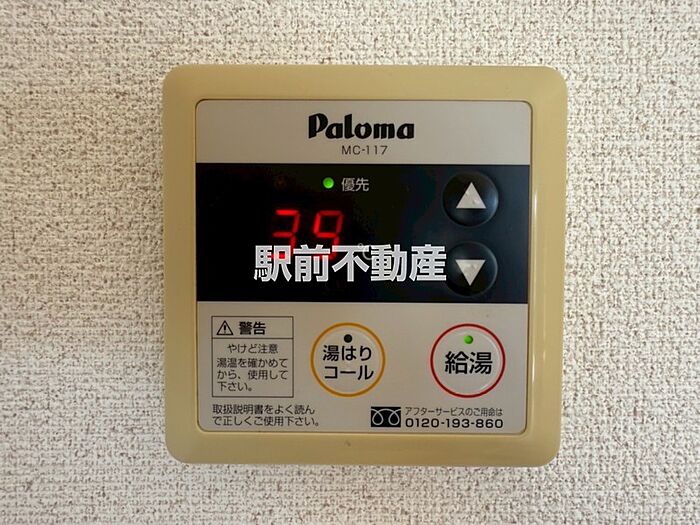 Paloma
MC-117
優先
39
℃
駅前不動産
警告
やけど注意
湯温を確かめて
から、使用して
下さい。
湯はり
コール
給湯
取扱説明書をよく読ん
で正しくご使用下さい。
アフターサービスのご用命は
0120-193-860